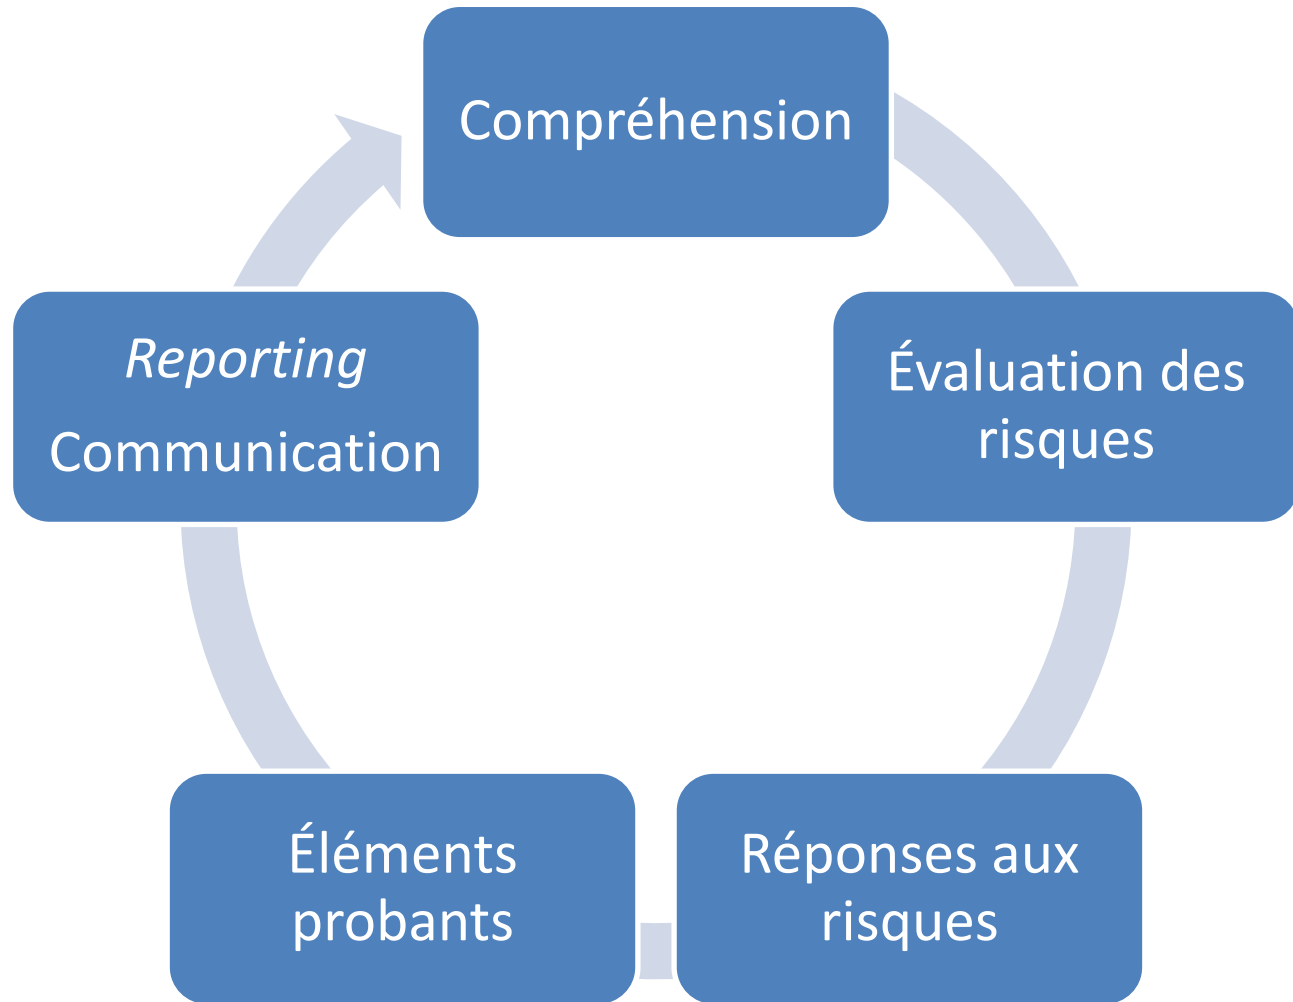 Compréhension
Évaluation des
risques
Réponses aux
risques
Éléments
probants
Reporting
Communication